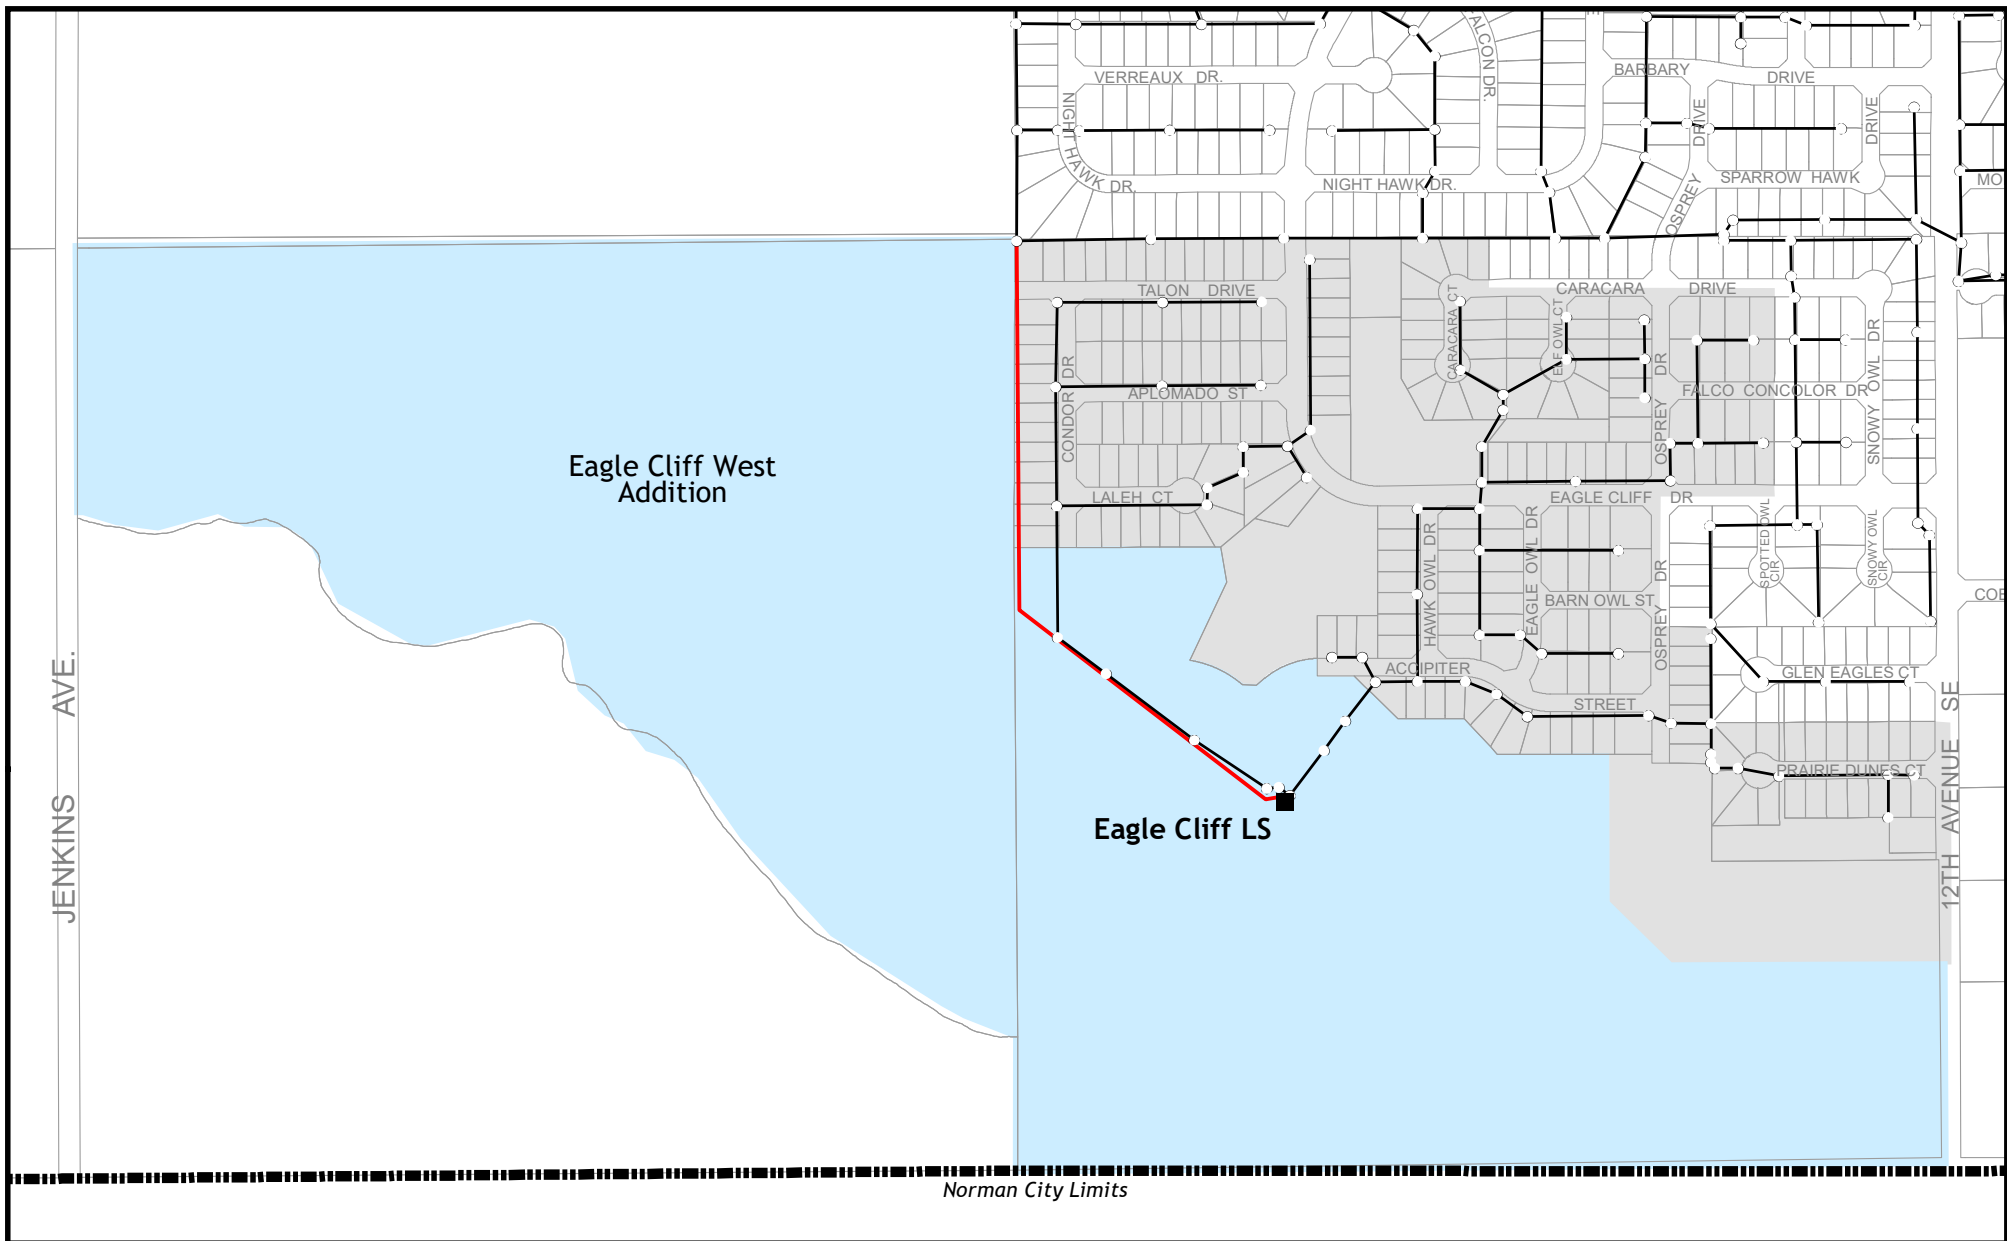 FALCON DR.
VERREAUX DR.
BARBARY DRIVE
NIGHT HAWK DR.
DRIVE
DRIVE
NIGHT HAWK DR.
SPARROW HAWK
MO
OSPREY
TALON DRIVE
CARACARA DRIVE
CARACARA CT
ELF OWL CT
CONDOR DR
APLOMADO ST
OSPREY DR
FALCO CONCOLOR DR
SNOWY OWL DR
Eagle Cliff West
Addition
LALEH CT
EAGLE CLIFF DR
HAWK OWL DR
EAGLE OWL DR
SPOTTED OWL
CIR
SNOWY OWL
CIR
COE
BARN OWL ST
OSPREY DR
ACCIPITER
STREET
GLEN EAGLES CT
PRAIRIE DUNES CT
JENKINS AVE.
12TH AVENUE SE
Eagle Cliff LS
Norman City Limits